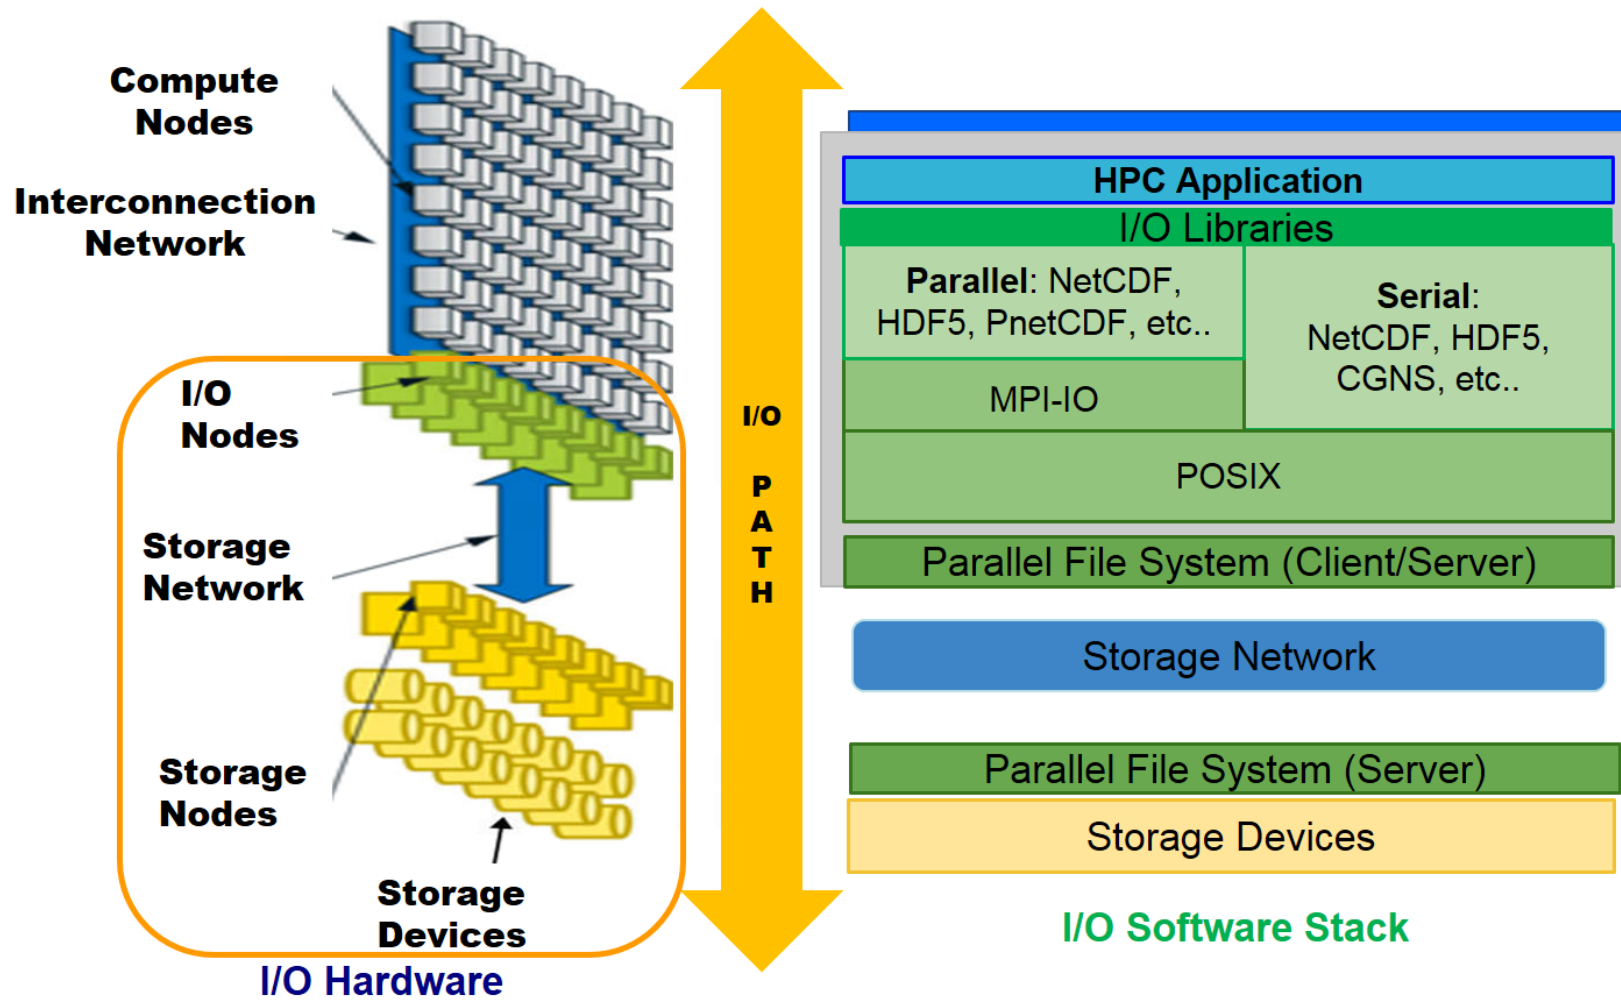 Compute
Nodes
Interconnection
Network
I/O
Nodes
Storage
Network
Storage
Nodes
Storage
Devices
I/O Hardware
I/O
P
A
T
H
HPC Application
I/O Libraries
Parallel: NetCDF,
HDF5, PnetCDF, etc..
Serial:
NetCDF, HDF5,
CGNS, etc..
MPI-IO
POSIX
Parallel File System (Client/Server)
Storage Network
Parallel File System (Server)
Storage Devices
I/O Software Stack